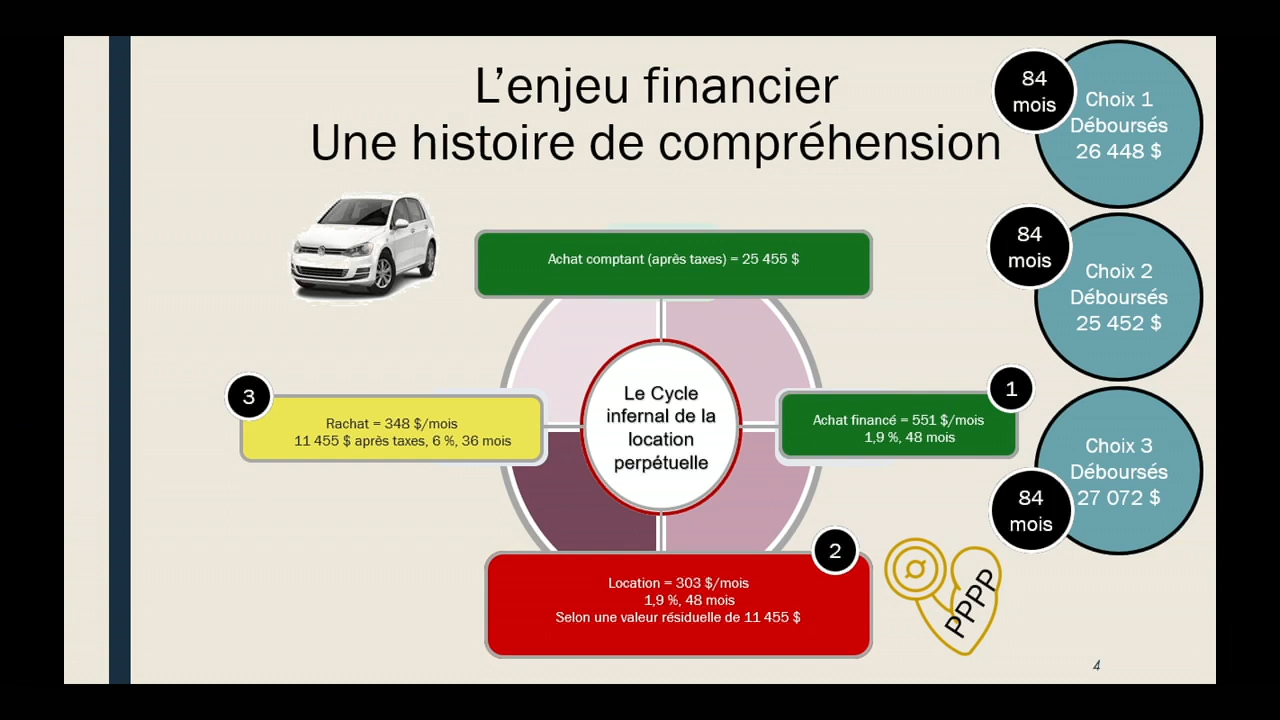 L’enjeu financier
Une histoire de compréhension
84
mois
Choix 1
Déboursés
26 448 $
84
mois
Choix 2
Déboursés
25 452 $
84
mois
Choix 3
Déboursés
27 072 $
Achat comptant (après taxes) = 25 455 $
1
Achat financé = 551 $/mois
1,9 %, 48 mois
Le Cycle
infernal de la
location
perpétuelle
3
Rachat = 348 $/mois
11 455 $ après taxes, 6 %, 36 mois
2
Location = 303 $/mois
1,9 %, 48 mois
Selon une valeur résiduelle de 11 455 $
PPPP
4